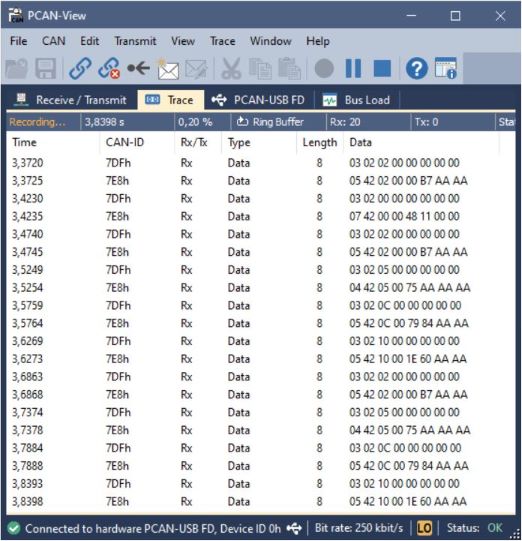 PCAN-View
File CAN Edit Transmit View Trace Window Help
Receive / Transmit Trace PCAN-USB FD Bus Load
Recording... 3,8398 s 0,20 % Ring Buffer Rx: 20 Tx: 0 Stat
Time CAN-ID Rx/Tx Type Length Data
3,3720 7DFh Rx Data 8 03 02 02 00 00 00 00 00
3,3725 7E8h Rx Data 8 05 42 02 00 00 B7 AA AA
3,4230 7DFh Rx Data 8 03 02 00 00 00 00 00 00
3,4235 7E8h Rx Data 8 07 42 00 00 48 11 00 00
3,4740 7DFh Rx Data 8 03 02 02 00 00 00 00 00
3,4745 7E8h Rx Data 8 05 42 02 00 00 B7 AA AA
3,5249 7DFh Rx Data 8 03 02 05 00 00 00 00 00
3,5254 7E8h Rx Data 8 04 42 05 00 75 AA AA AA
3,5759 7DFh Rx Data 8 03 02 0C 00 00 00 00 00
3,5764 7E8h Rx Data 8 05 42 0C 00 79 84 AA AA
3,6269 7DFh Rx Data 8 03 02 10 00 00 00 00 00
3,6273 7E8h Rx Data 8 05 42 10 00 1E 60 AA AA
3,6863 7DFh Rx Data 8 03 02 02 00 00 00 00 00
3,6868 7E8h Rx Data 8 05 42 02 00 00 B7 AA AA
3,7374 7DFh Rx Data 8 03 02 05 00 00 00 00 00
3,7378 7E8h Rx Data 8 04 42 05 00 75 AA AA AA
3,7884 7DFh Rx Data 8 03 02 0C 00 00 00 00 00
3,7888 7E8h Rx Data 8 05 42 0C 00 79 84 AA AA
3,8393 7DFh Rx Data 8 03 02 10 00 00 00 00 00
3,8398 7E8h Rx Data 8 05 42 10 00 1E 60 AA AA
Connected to hardware PCAN-USB FD, Device ID 0h Bit rate: 250 kbit/s LO Status: OK